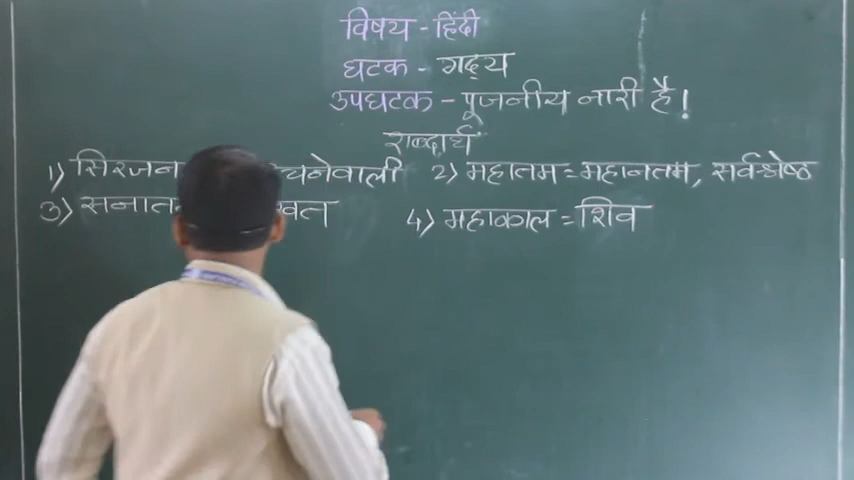 विषय - हिंदी
घटक - गद्य
उपघटक - पूजनीय नारी है!
शब्दार्थ
1) सिरजन चनेवाली 2) महातम = महानतम, सर्वश्रेष्ठ
3) सनात 4) महाकाल = शिव